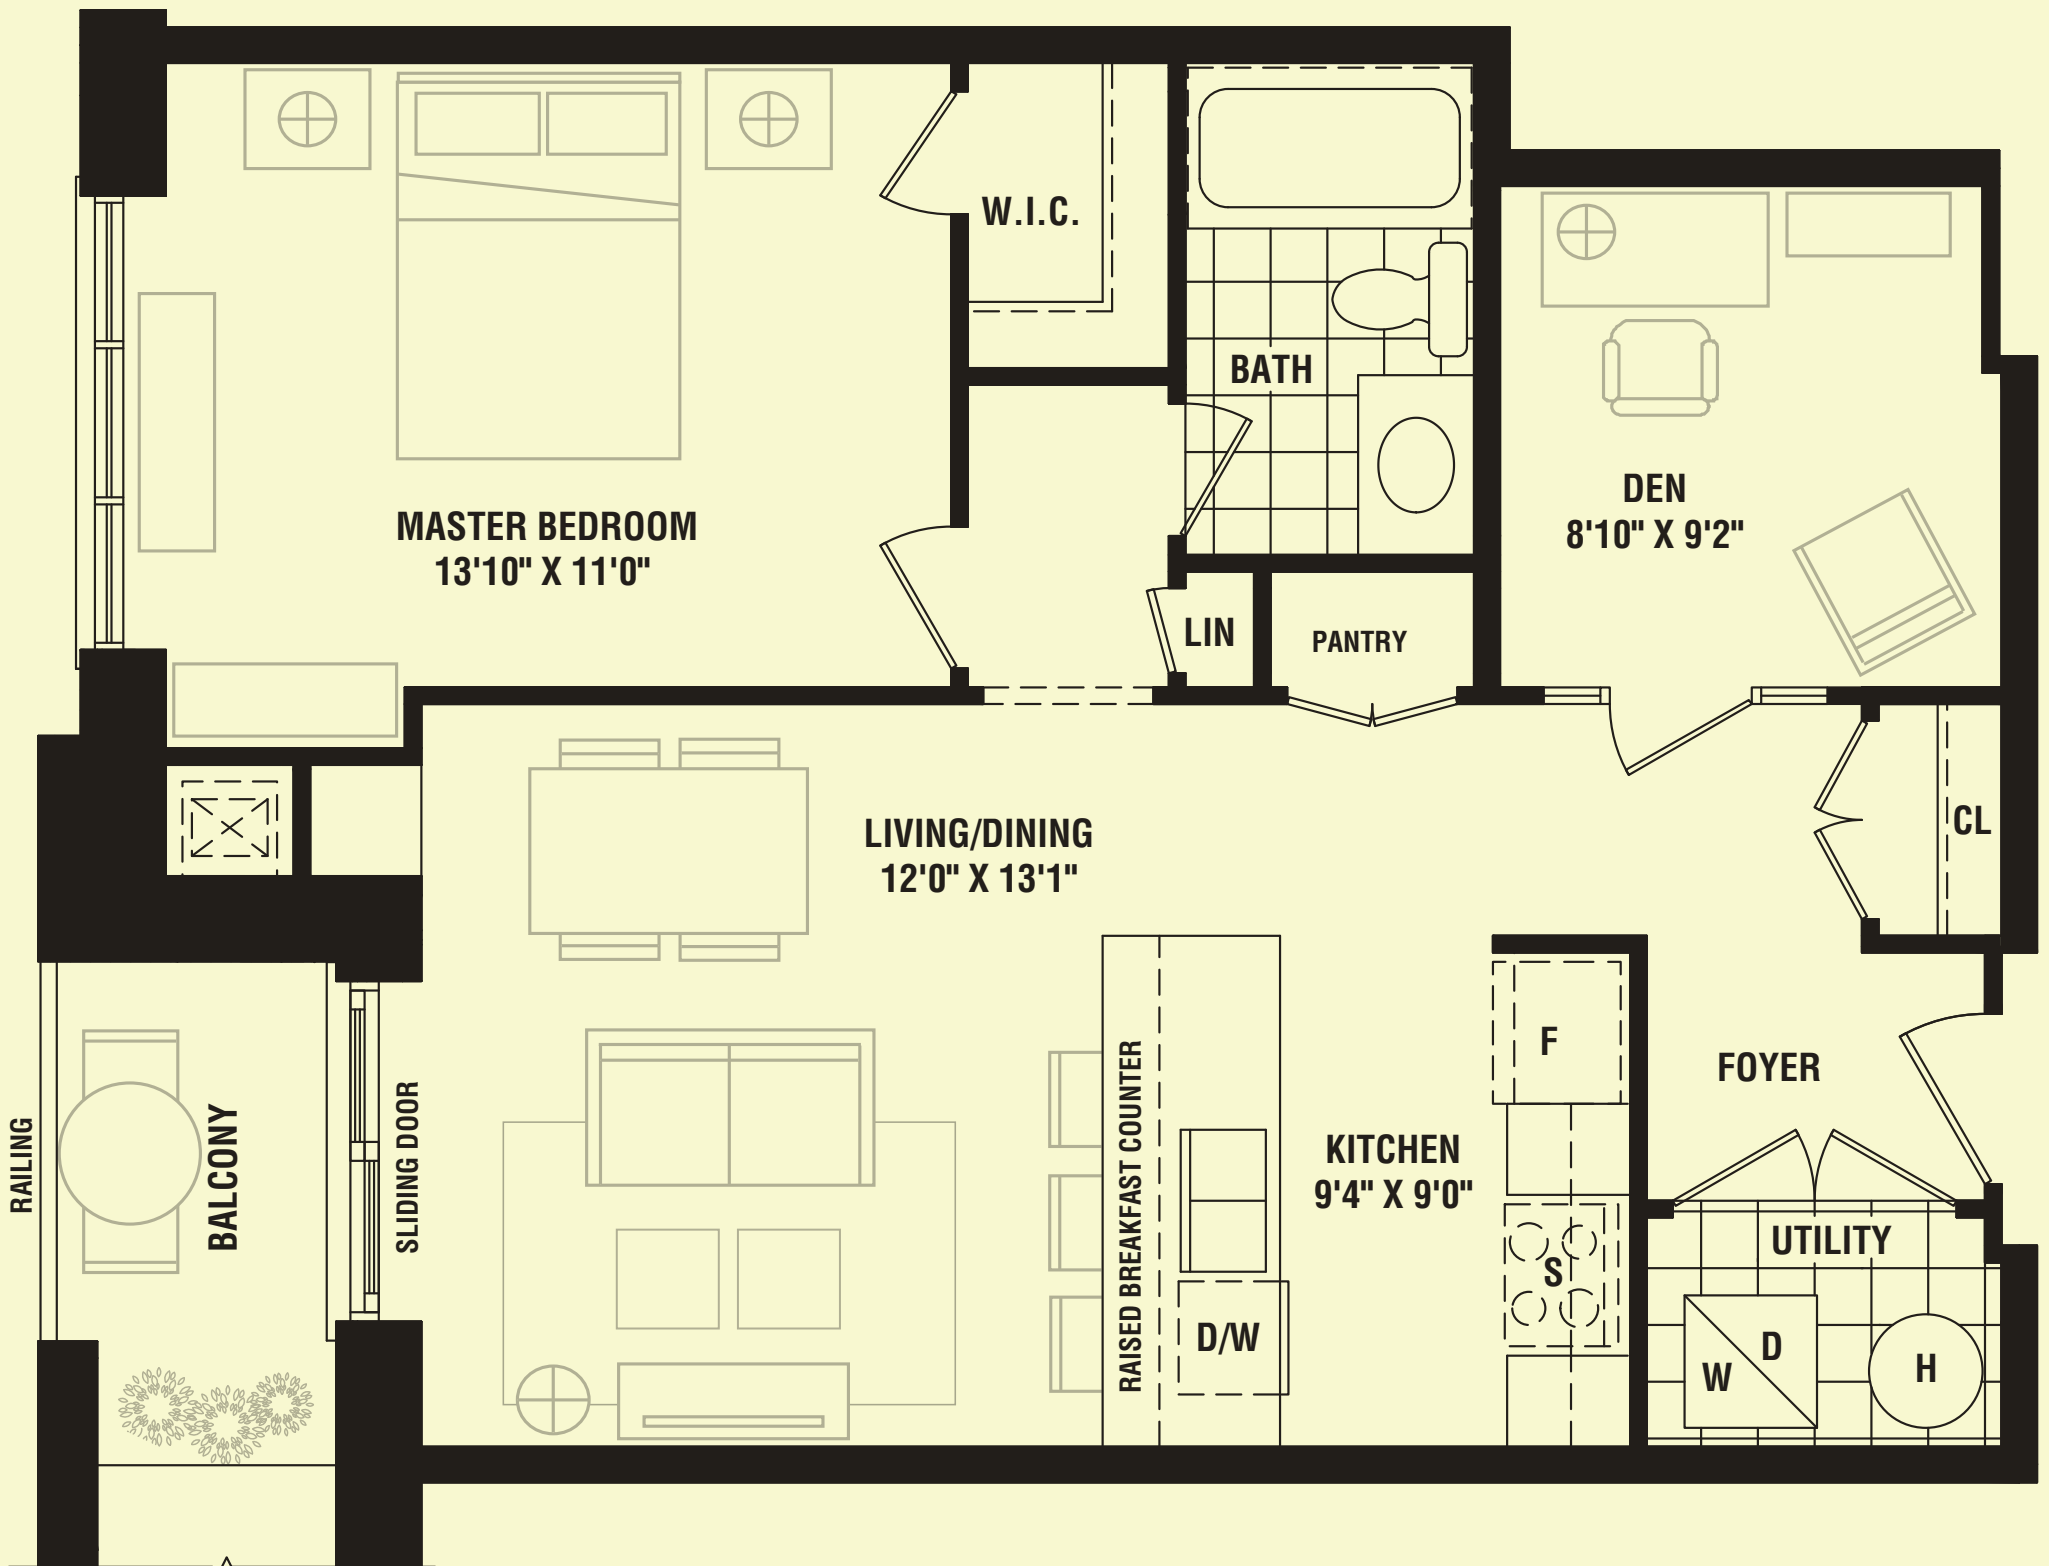 W.I.C.
BATH
MASTER BEDROOM
13'10" X 11'0"
DEN
8'10" X 9'2"
LIN
PANTRY
LIVING/DINING
12'0" X 13'1"
CL
RAILING
BALCONY
SLIDING DOOR
RAISED BREAKFAST COUNTER
KITCHEN
9'4" X 9'0"
F
S
D/W
FOYER
UTILITY
W
D
H